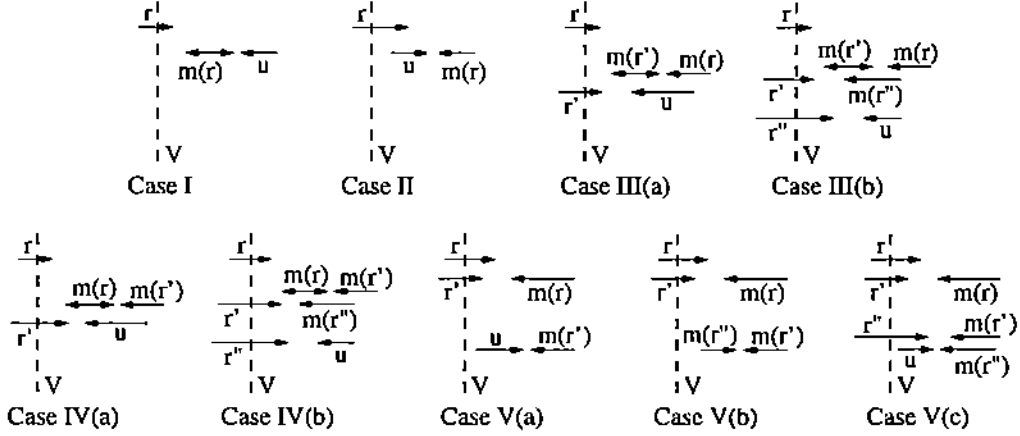 r
m(r) u
V
Case I
r
u m(r)
V
Case II
r
m(r') m(r)
r' u
V
Case III(a)
r
m(r') m(r)
r' m(r'')
r'' u
V
Case III(b)
r
m(r) m(r')
r' u
V
Case IV(a)
r
m(r) m(r')
r' m(r'')
r'' u
V
Case IV(b)
r
r' m(r)
u m(r')
V
Case V(a)
r
r' m(r)
m(r'') m(r')
V
Case V(b)
r
r' m(r)
r'' m(r')
u m(r'')
V
Case V(c)